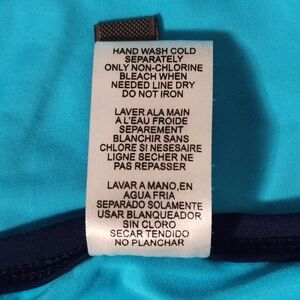 HAND WASH COLD
SEPARATELY
ONLY NON-CHLORINE
BLEACH WHEN
NEEDED LINE DRY
DO NOT IRON
LAVER ALA MAIN
A L'EAU FROIDE
SEPAREMENT
BLANCHIR SANS
CHLORE SI NESESAIRE
LIGNE SECHER NE
PAS REPASSER
LAVAR A MANO,EN
AGUA FRIA
SEPARADO SOLAMENTE
USAR BLANQUEADOR
SIN CLORO
SECAR TENDIDO
NO PLANCHAR